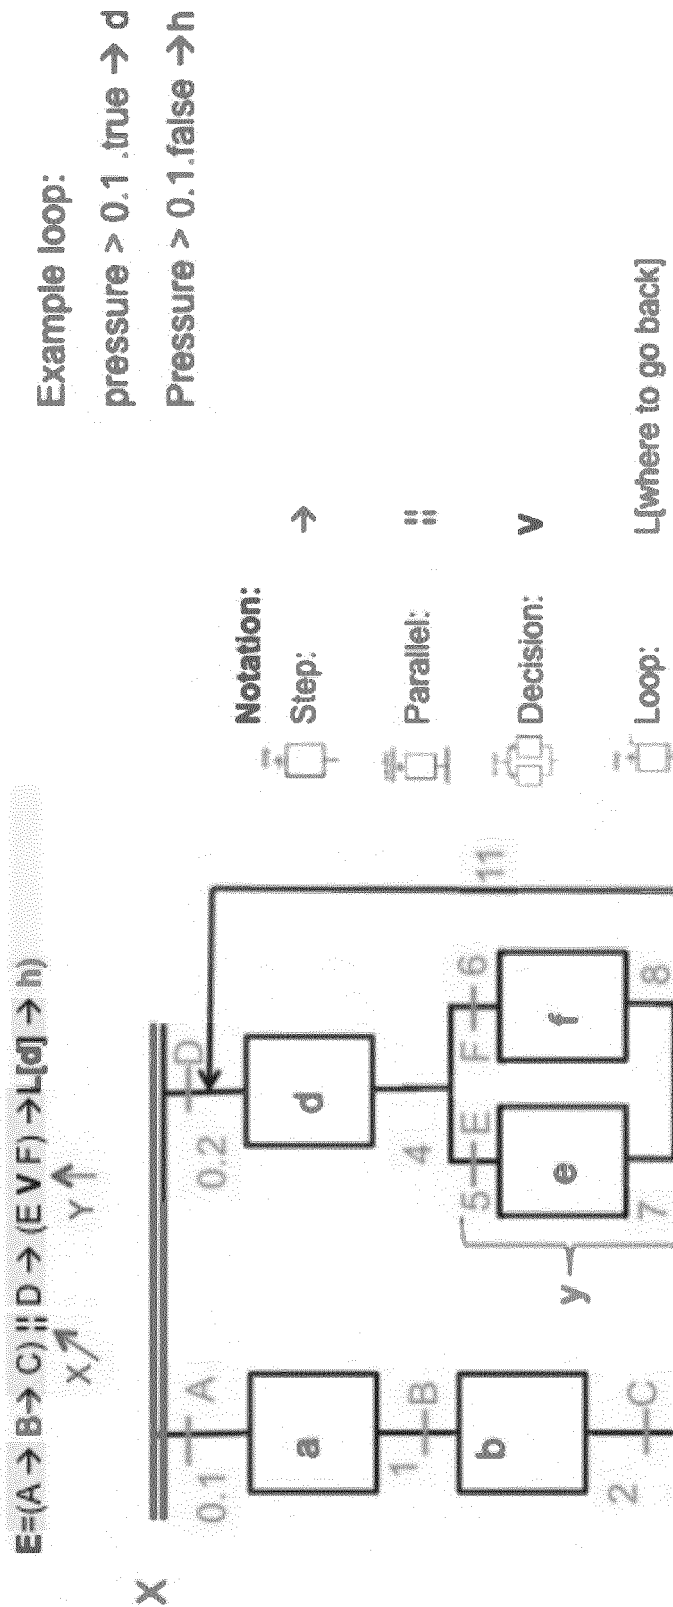 E=(A → B → C) :: D → (E V F) → L[d] → h)
X
Y
X
0.1
A
a
1
B
b
2
C
0.2
D
d
4
5
E
F
6
e
f
y
7
8
11
Notation:
Step: →
Parallel: ::
Decision: v
Loop: L[where to go back]
Example loop:
pressure > 0.1 .true → d
Pressure > 0.1.false →h